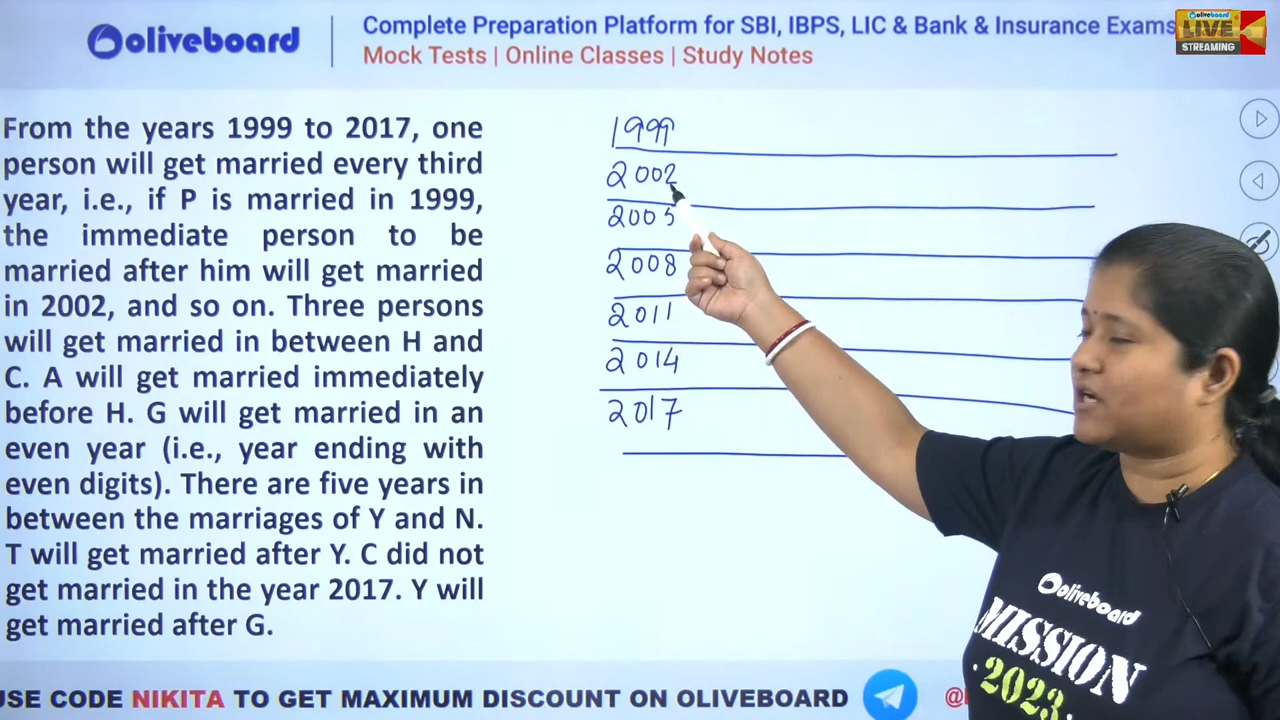 oliveboard
Complete Preparation Platform for SBI, IBPS, LIC & Bank & Insurance Exams
Mock Tests | Online Classes | Study Notes
oliveboard
LIVE
STREAMING
From the years 1999 to 2017, one
person will get married every third
year, i.e., if P is married in 1999,
the immediate person to be
married after him will get married
in 2002, and so on. Three persons
will get married in between H and
C. A will get married immediately
before H. G will get married in an
even year (i.e., year ending with
even digits). There are five years in
between the marriages of Y and N.
T will get married after Y. C did not
get married in the year 2017. Y will
get married after G.
1999
2002
2005
2008
2011
2014
2017
oliveboard
MISSION
2023
USE CODE NIKITA TO GET MAXIMUM DISCOUNT ON OLIVEBOARD